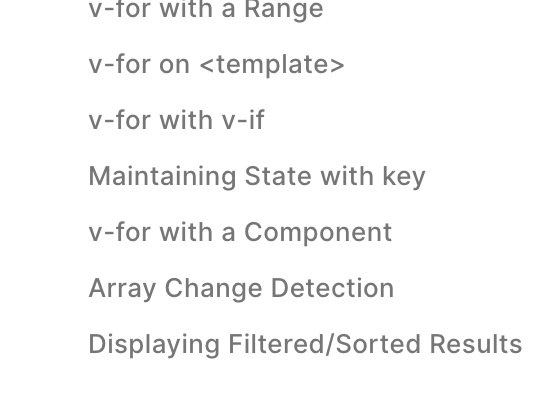 v-for with a Range
v-for on <template>
v-for with v-if
Maintaining State with key
v-for with a Component
Array Change Detection
Displaying Filtered/Sorted Results